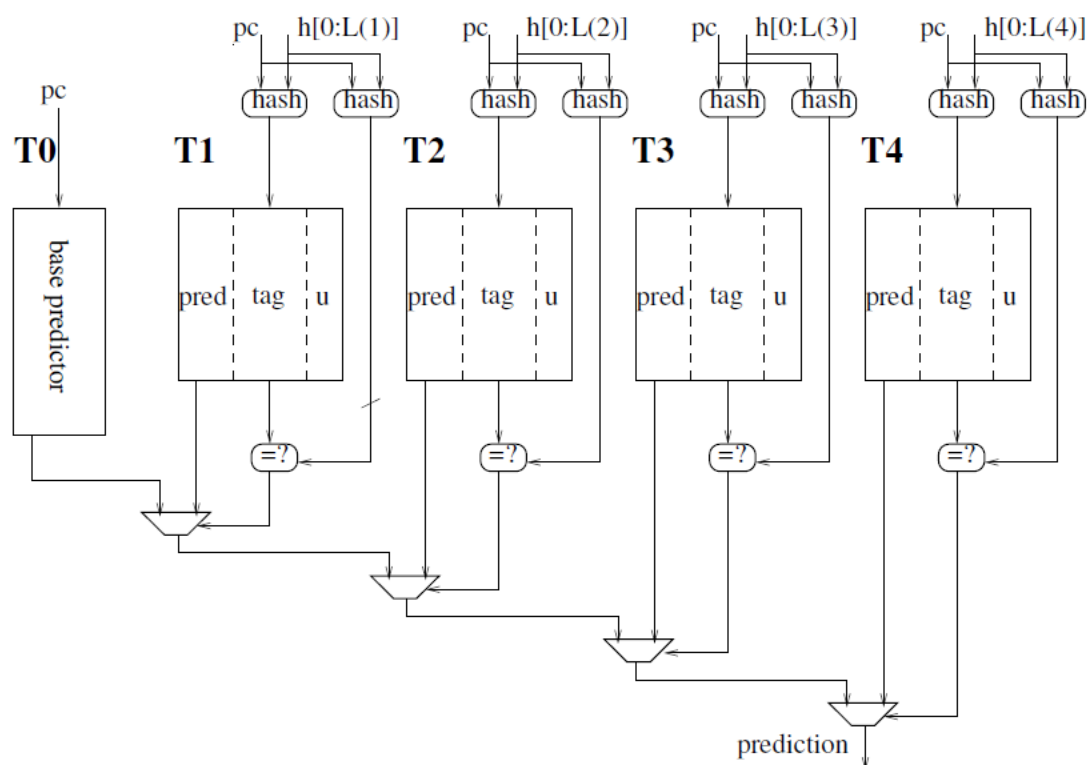 pc h[0:L(1)] pc h[0:L(2)] pc h[0:L(3)] pc h[0:L(4)]
hash hash hash hash hash hash hash hash
pc
T0 T1 T2 T3 T4
base predictor
pred tag u pred tag u pred tag u pred tag u
=? =? =? =?
prediction